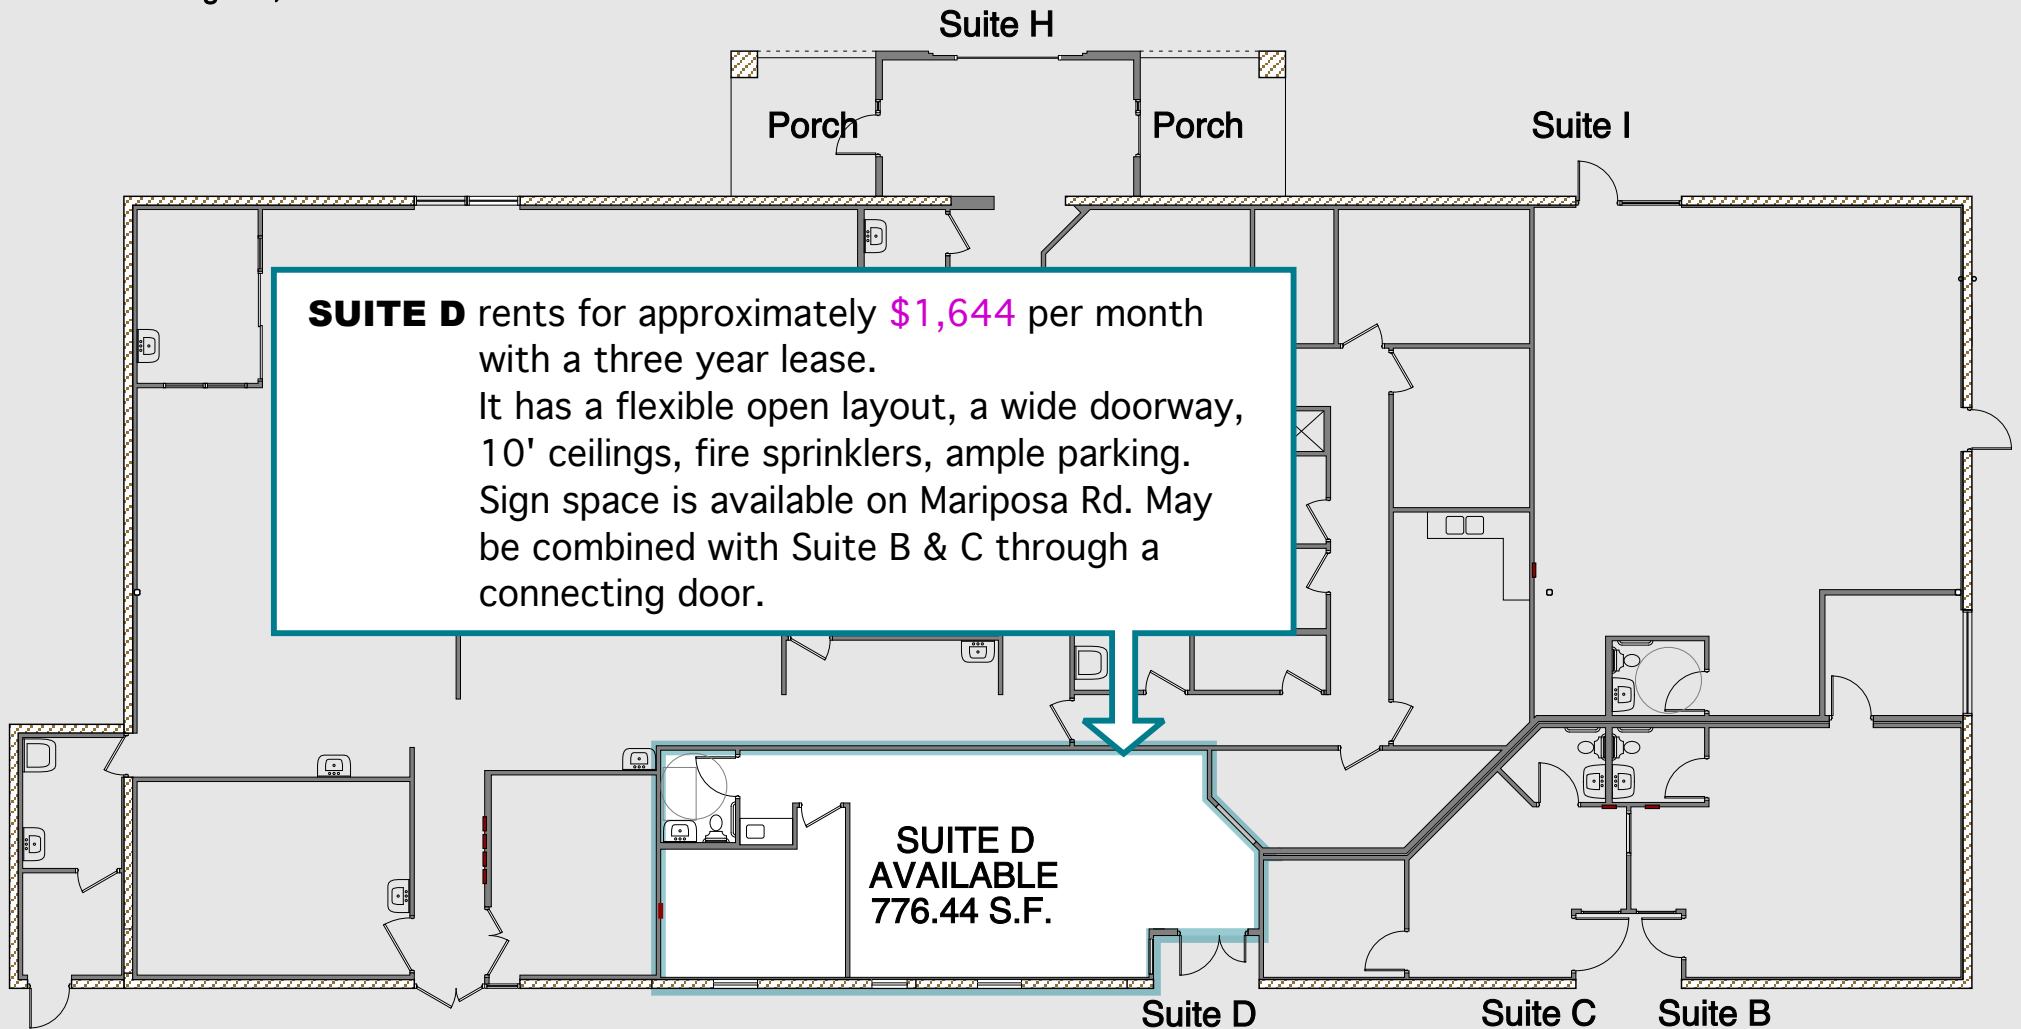 Suite H
Porch
Porch
Suite I
SUITE D rents for approximately $1,644 per month
with a three year lease.
It has a flexible open layout, a wide doorway,
10' ceilings, fire sprinklers, ample parking.
Sign space is available on Mariposa Rd. May
be combined with Suite B & C through a
connecting door.
SUITE D
AVAILABLE
776.44 S.F.
Suite D
Suite C
Suite B